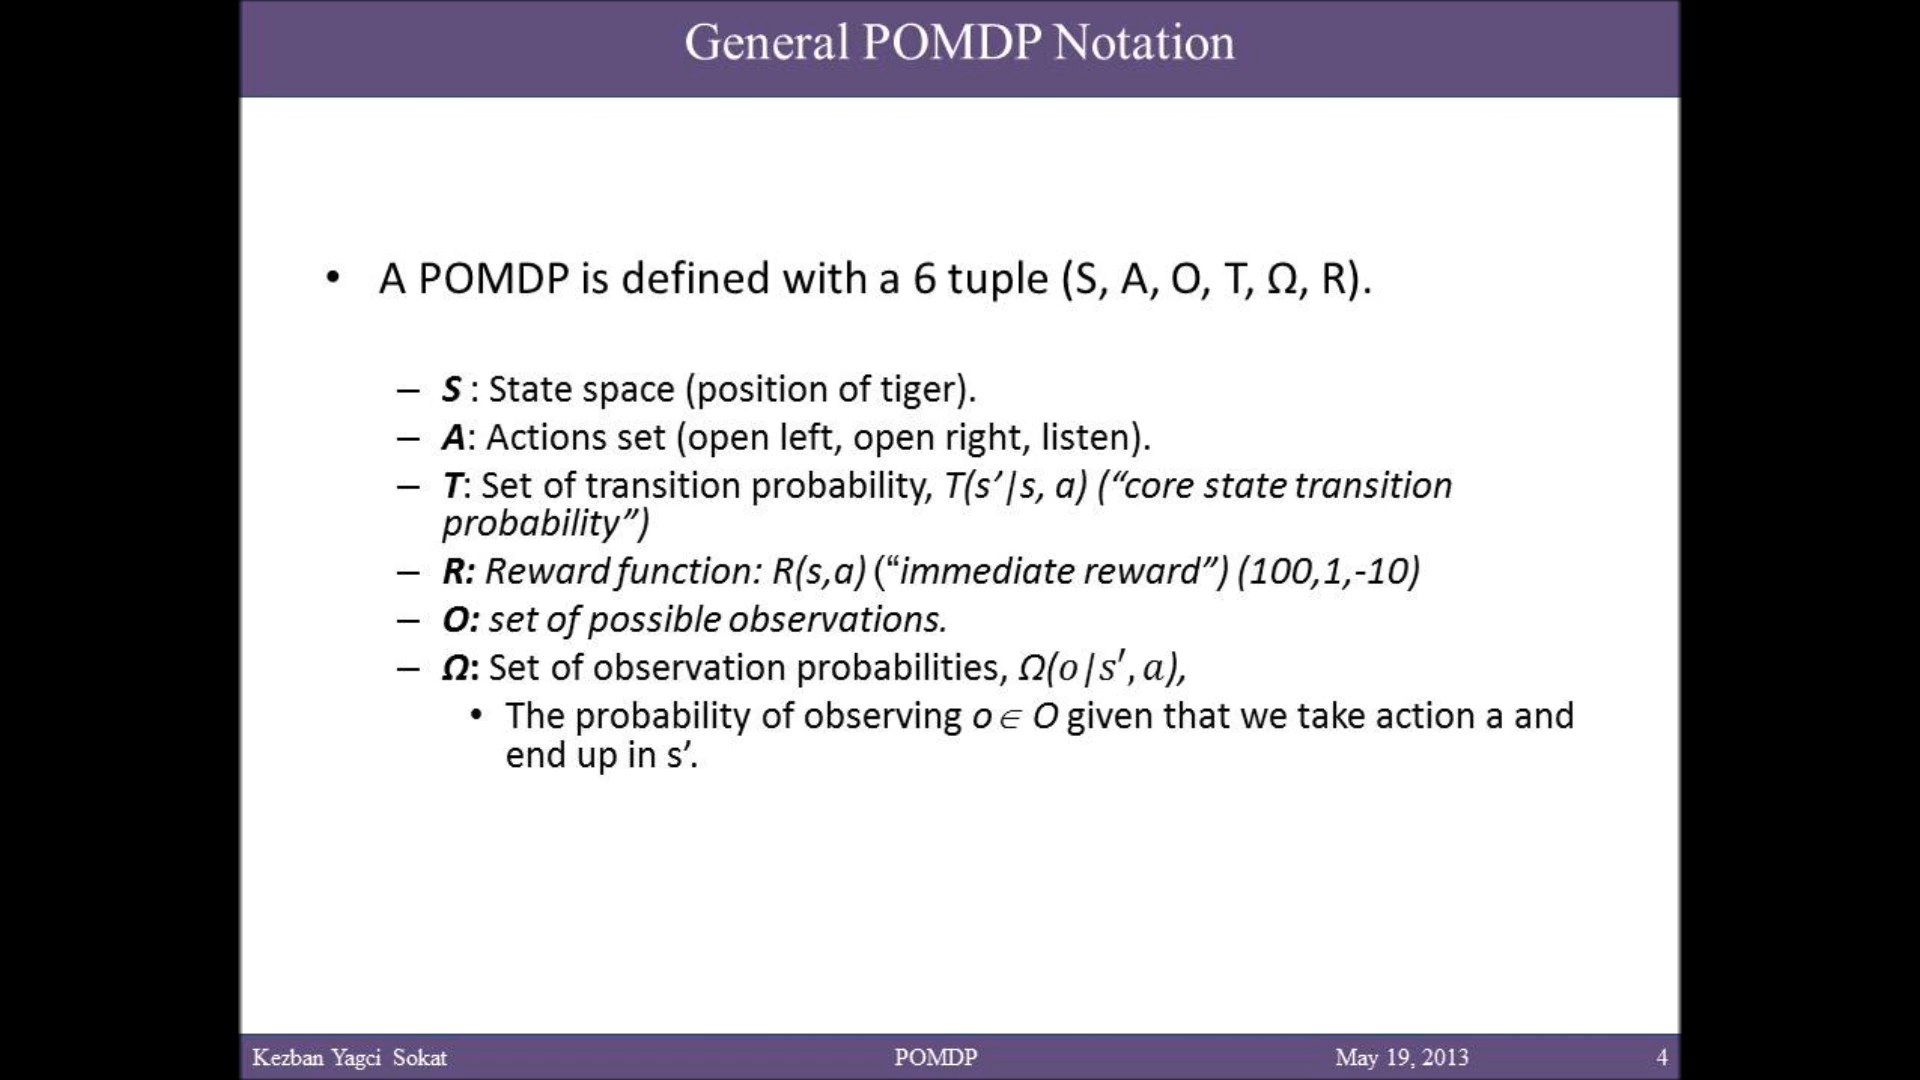 General POMDP Notation
• A POMDP is defined with a 6 tuple (S, A, O, T, Ω, R).
– S : State space (position of tiger).
– A: Actions set (open left, open right, listen).
– T: Set of transition probability, T(s’|s, a) (“core state transition
probability”)
– R: Reward function: R(s,a) (“immediate reward”) (100,1,-10)
– O: set of possible observations.
– Ω: Set of observation probabilities, Ω(o|s′, a),
• The probability of observing o ∈ O given that we take action a and
end up in s’.
Kezban Yagci Sokat
POMDP
May 19, 2013
4